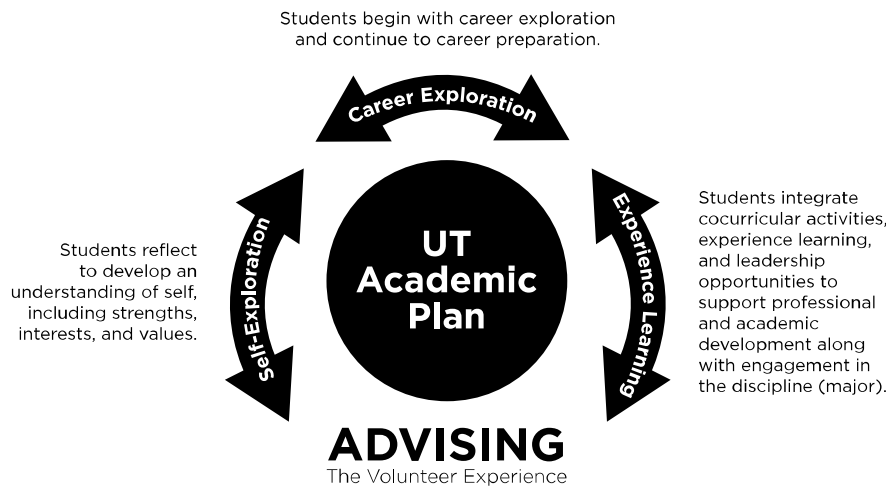 Students begin with career exploration
and continue to career preparation.
Career Exploration
Students reflect
to develop an
understanding of self,
including strengths,
interests, and values.
Self-Exploration
UT
Academic
Plan
Experience Learning
Students integrate
cocurricular activities,
experience learning,
and leadership
opportunities to
support professional
and academic
development along
with engagement in
the discipline (major).
ADVISING
The Volunteer Experience